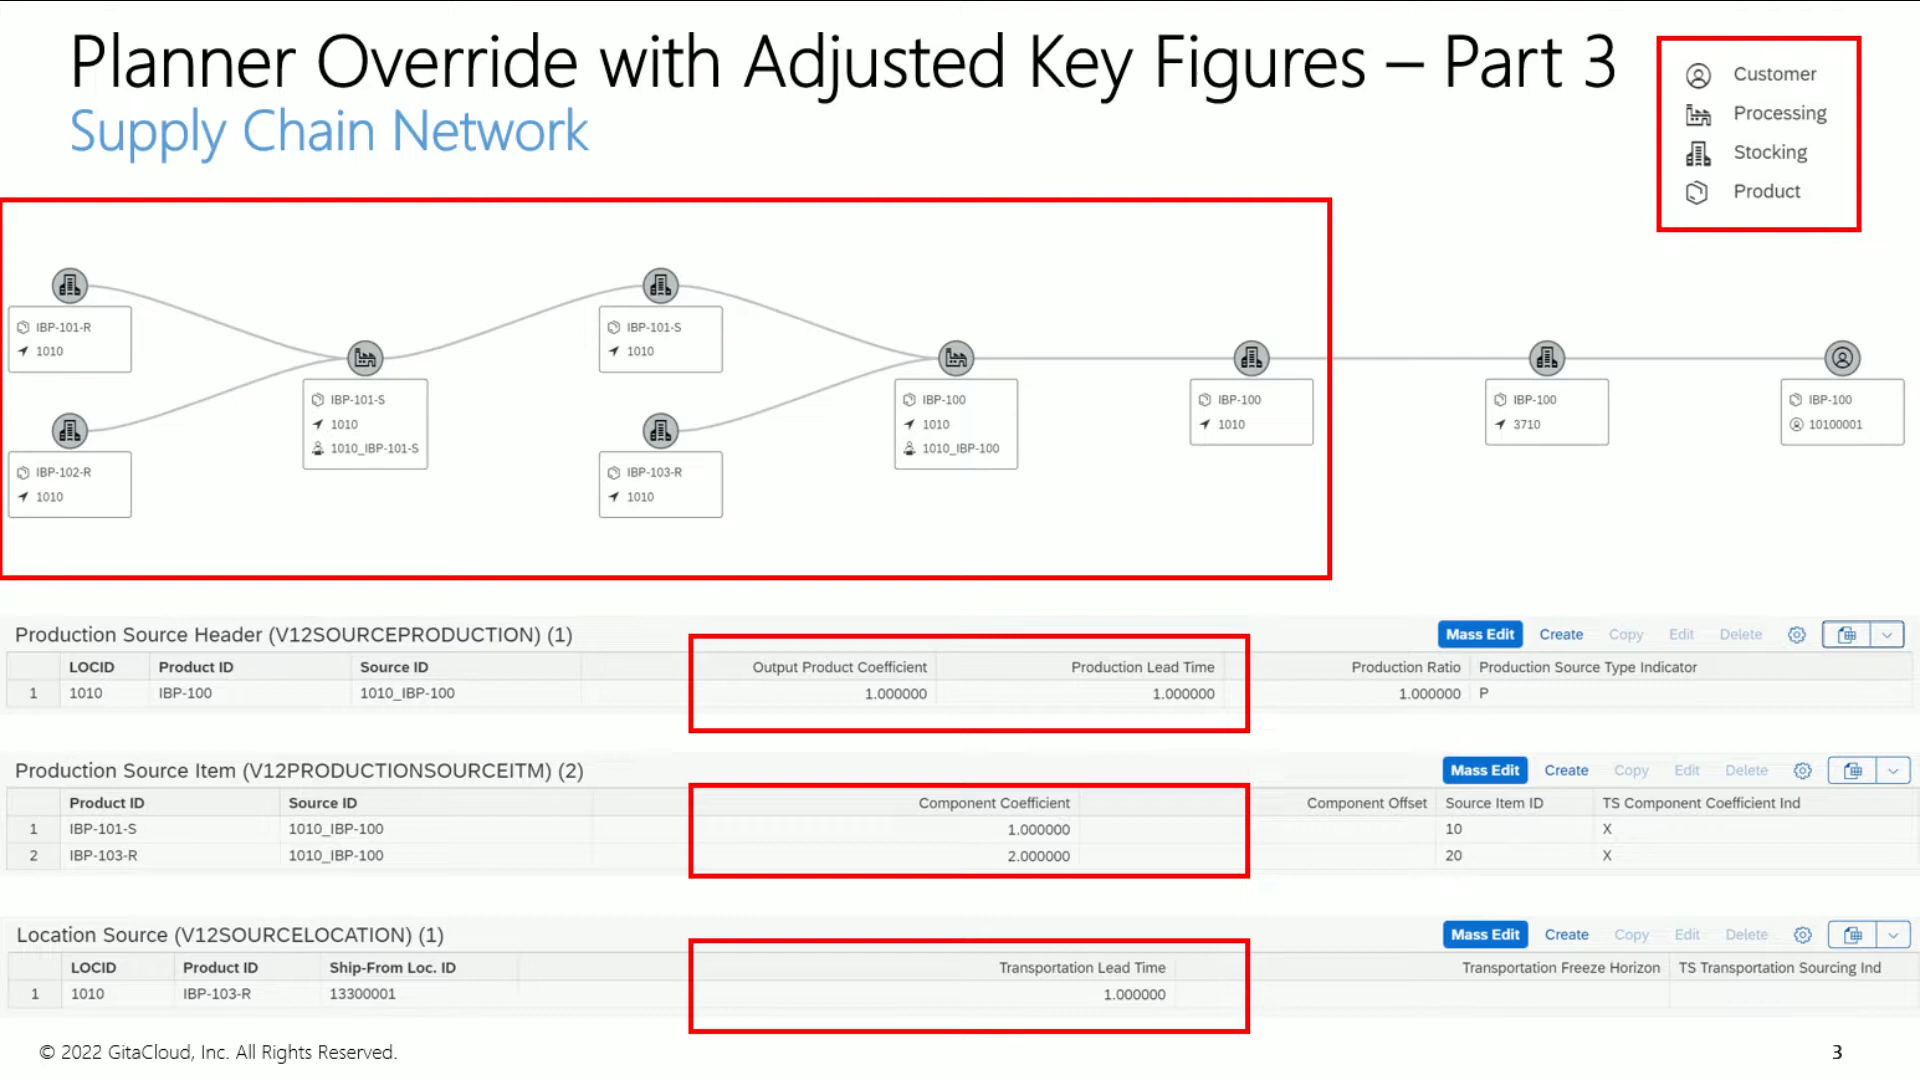 Planner Override with Adjusted Key Figures – Part 3
Supply Chain Network
Customer
Processing
Stocking
Product
IBP-101-R
1010
IBP-102-R
1010
IBP-101-S
1010
1010_IBP-101-S
IBP-101-S
1010
IBP-103-R
1010
IBP-100
1010
1010_IBP-100
IBP-100
1010
IBP-100
3710
IBP-100
10100001
Production Source Header (V12SOURCEPRODUCTION) (1) Mass Edit Create Copy Edit Delete
LOCID Product ID Source ID Output Product Coefficient Production Lead Time Production Ratio Production Source Type Indicator
1 1010 IBP-100 1010_IBP-100 1.000000 1.000000 1.000000 P
Production Source Item (V12PRODUCTIONSOURCEITM) (2) Mass Edit Create Copy Edit Delete
Product ID Source ID Component Coefficient Component Offset Source Item ID TS Component Coefficient Ind
1 IBP-101-S 1010_IBP-100 1.000000 10 X
2 IBP-103-R 1010_IBP-100 2.000000 20 X
Location Source (V12SOURCELOCATION) (1) Mass Edit Create Copy Edit Delete
LOCID Product ID Ship-From Loc. ID Transportation Lead Time Transportation Freeze Horizon TS Transportation Sourcing Ind
1 1010 IBP-103-R 13300001 1.000000
© 2022 GitaCloud, Inc. All Rights Reserved.
3